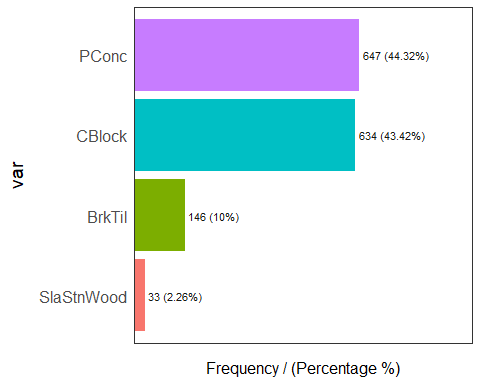 PConc 647 (44.32%)
CBlock 634 (43.42%)
var
BrkTil 146 (10%)
SlaStnWood 33 (2.26%)
Frequency / (Percentage %)